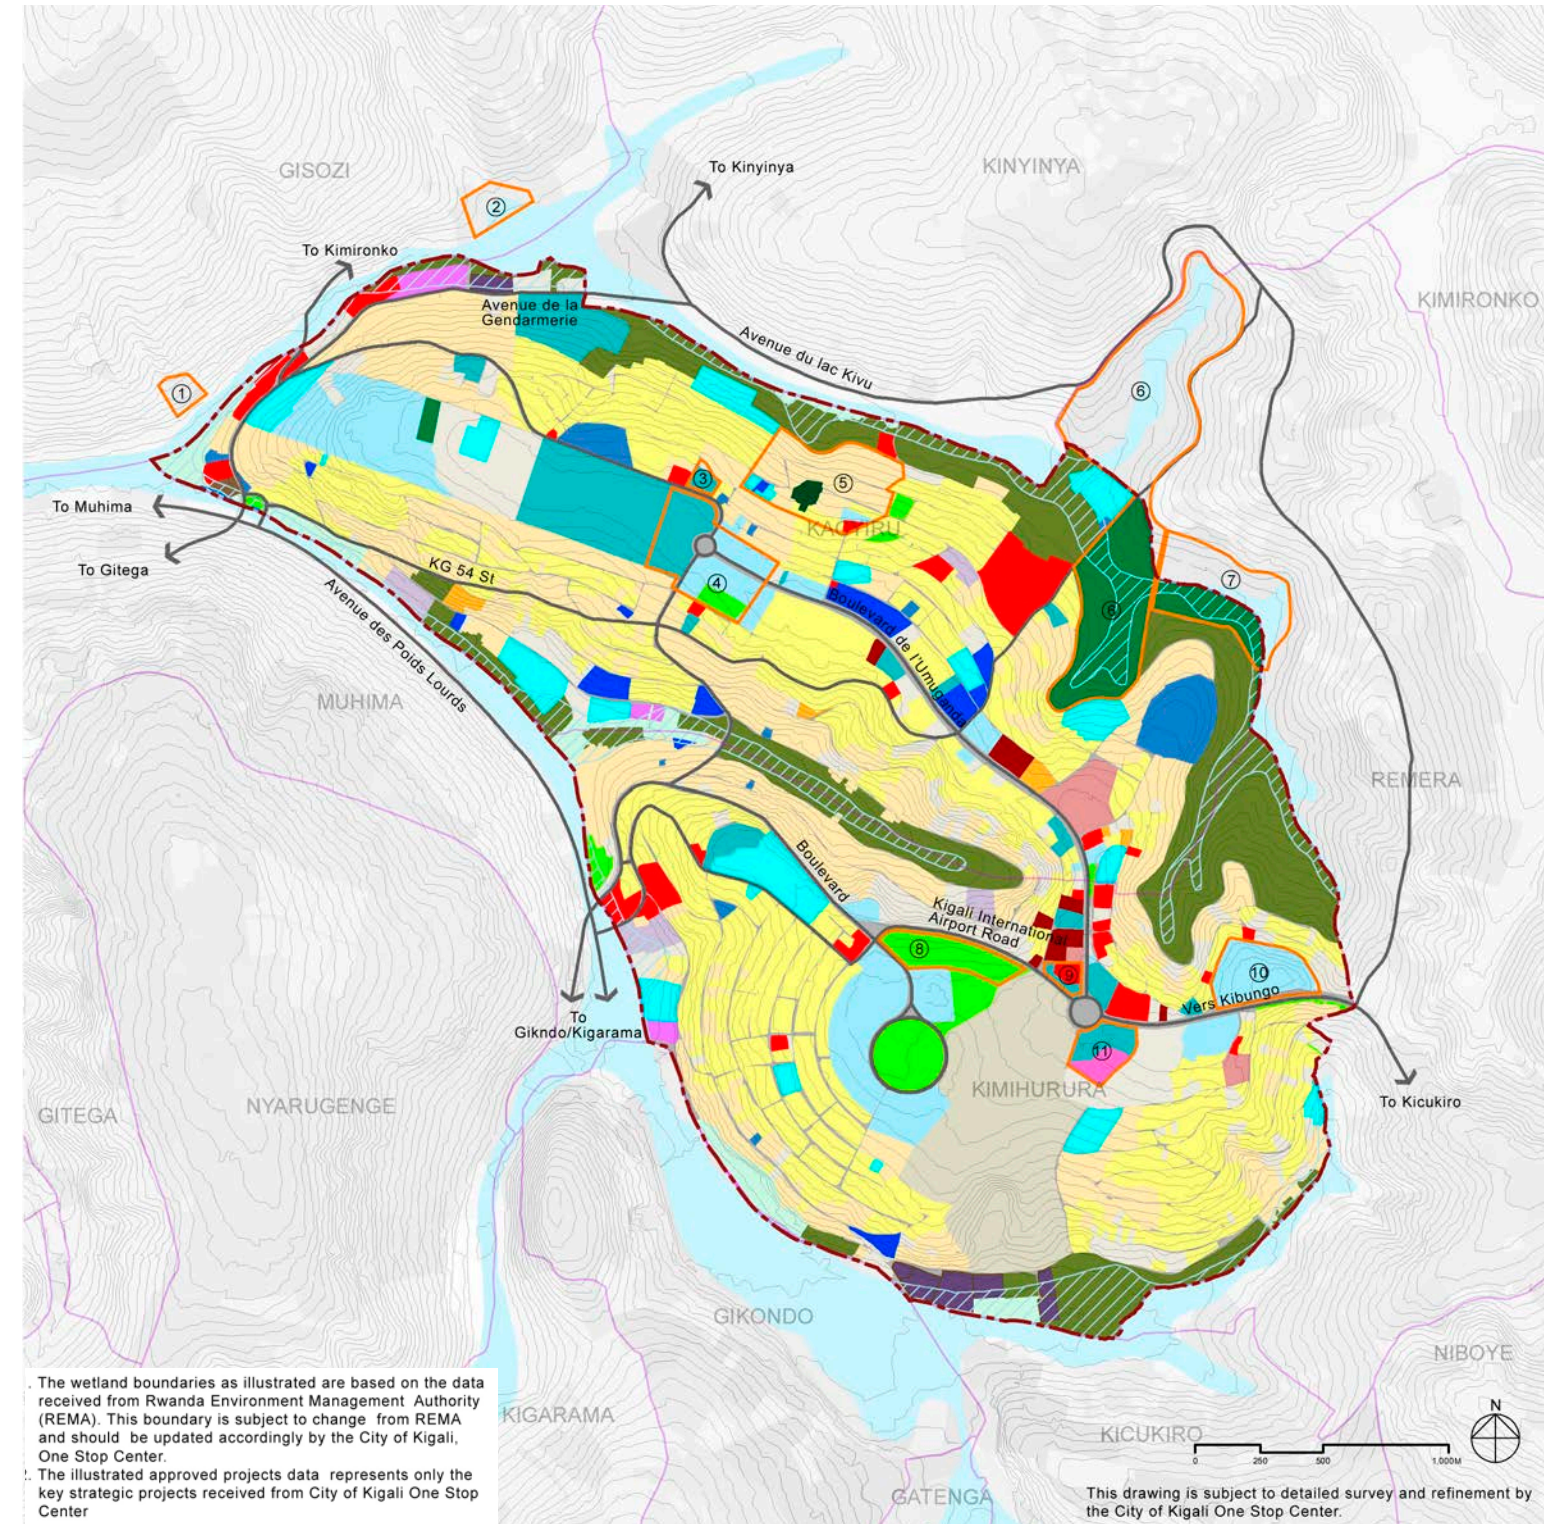 GISOZI
②
To Kinyinya
KINYINYA
To Kimironko
KIMIRONKO
Avenue de la
Gendarmerie
Avenue du lac Kivu
①
⑥
③
⑤
To Muhima
KACYIRU
To Gitega
KG 54 St
④
⑦
⑥
Boulevard de l'Umuganda
Avenue des Poids Lourds
MUHIMA
REMERA
Boulevard
Kigali International
Airport Road
⑧
⑨
⑩
Vers Kibungo
To
Gikndo/Kigarama
⑪
KIMIHURURA
GITEGA
NYARUGENGE
To Kicukiro
GIKONDO
NIBOYE
KIGARAMA
KICUKIRO
GATENGA
N
0 250 500 1,000M
. The wetland boundaries as illustrated are based on the data
received from Rwanda Environment Management Authority
(REMA). This boundary is subject to change from REMA
and should be updated accordingly by the City of Kigali,
One Stop Center.
. The illustrated approved projects data represents only the
key strategic projects received from City of Kigali One Stop
Center
This drawing is subject to detailed survey and refinement by
the City of Kigali One Stop Center.